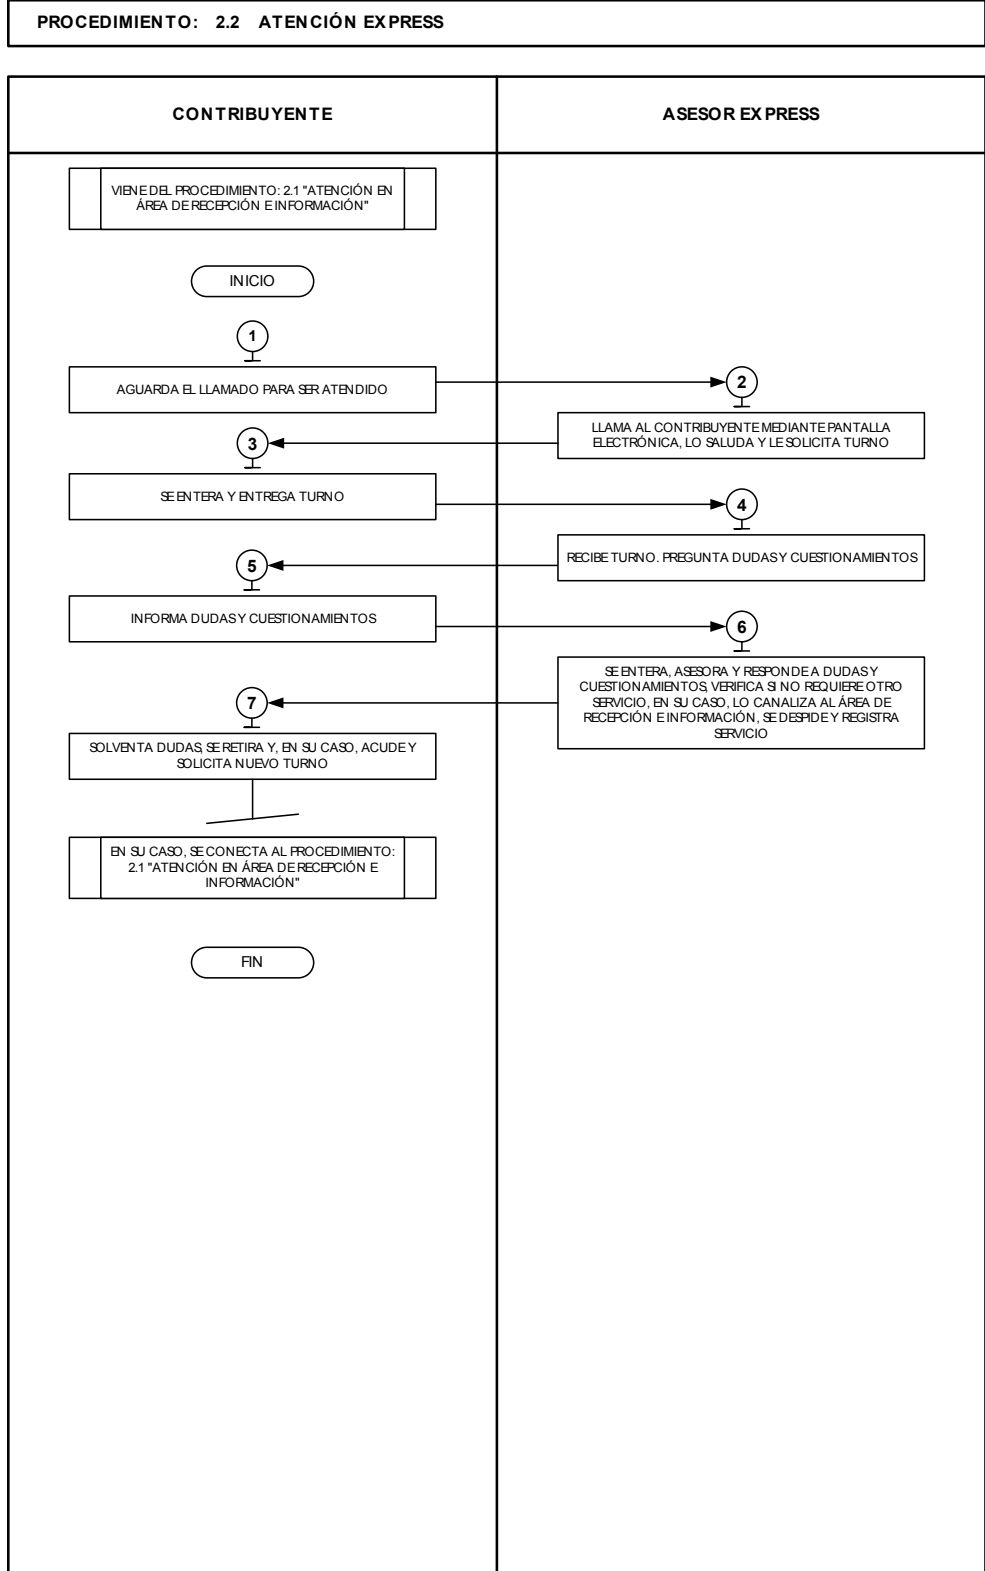 PROCEDIMIENTO: 2.2 ATENCIÓN EXPRESS
CONTRIBUYENTE
ASESOR EXPRESS
VIENE DEL PROCEDIMIENTO: 2.1 "ATENCIÓN EN
ÁREA DE RECEPCIÓN E INFORMACIÓN"
INICIO
1
AGUARDA EL LLAMADO PARA SER ATENDIDO
2
LLAMA AL CONTRIBUYENTE MEDIANTE PANTALLA
ELECTRÓNICA, LO SALUDA Y LE SOLICITA TURNO
3
SE ENTERA Y ENTREGA TURNO
4
RECIBE TURNO. PREGUNTA DUDAS Y CUESTIONAMIENTOS
5
INFORMA DUDAS Y CUESTIONAMIENTOS
6
SE ENTERA, ASESORA Y RESPONDE A DUDAS Y
CUESTIONAMIENTOS, VERIFICA SI NO REQUIERE OTRO
SERVICIO, EN SU CASO, LO CANALIZA AL ÁREA DE
RECEPCIÓN E INFORMACIÓN, SE DESPIDE Y REGISTRA
SERVICIO
7
SOLVENTA DUDAS, SE RETIRA Y, EN SU CASO, ACUDE Y
SOLICITA NUEVO TURNO
EN SU CASO, SE CONECTA AL PROCEDIMIENTO:
2.1 "ATENCIÓN EN ÁREA DE RECEPCIÓN E
INFORMACIÓN"
FIN